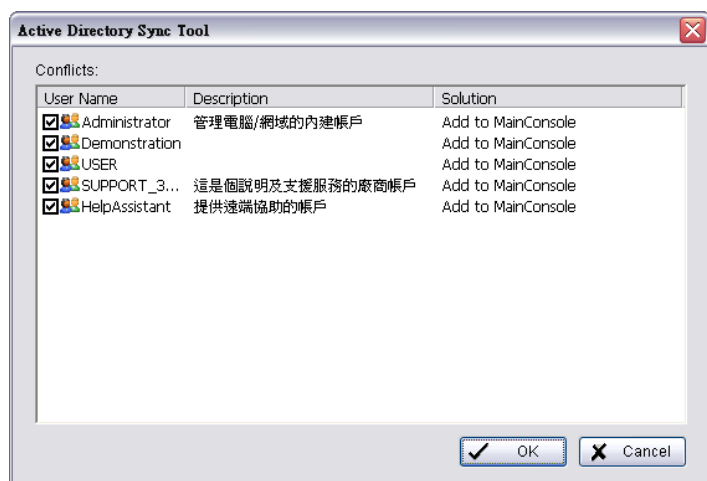 Active Directory Sync Tool
Conflicts:
User Name Description Solution
Administrator 管理電腦/網域的內建帳戶 Add to MainConsole
Demonstration Add to MainConsole
USER Add to MainConsole
SUPPORT_3... 這是個說明及支援服務的廠商帳戶 Add to MainConsole
HelpAssistant 提供遠端協助的帳戶 Add to MainConsole
OK Cancel